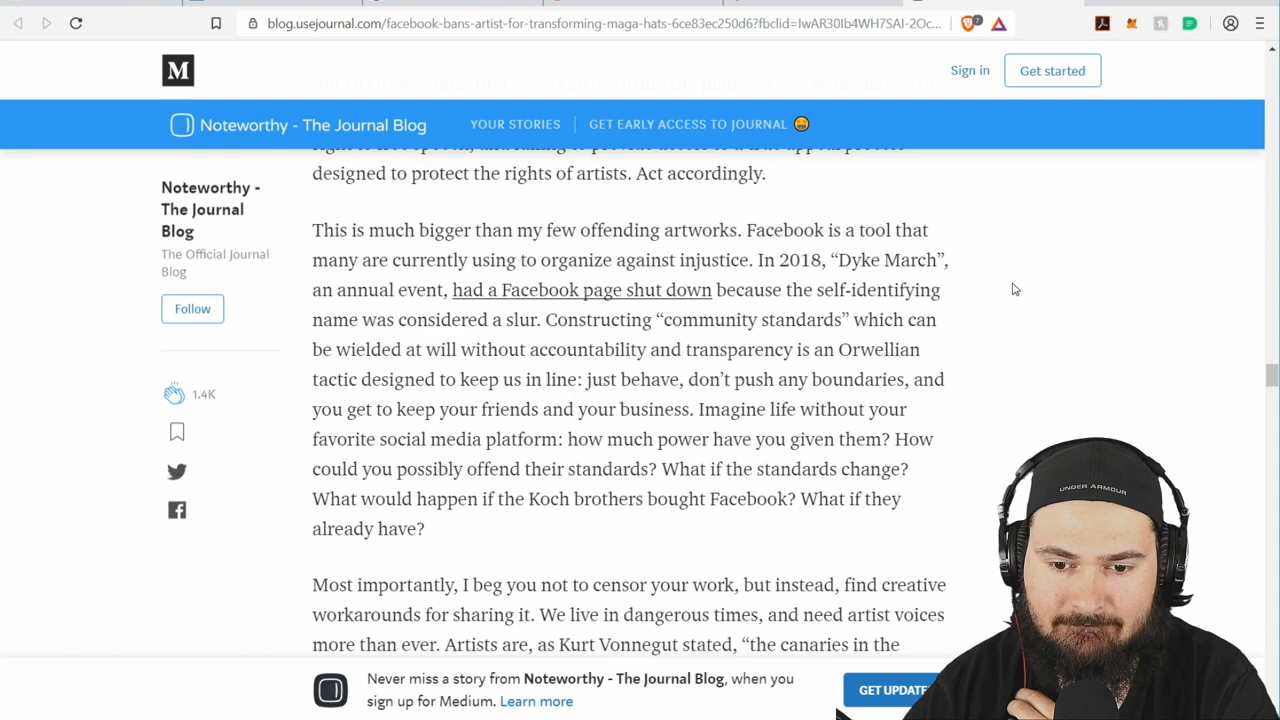 blog.usejournal.com/facebook-bans-artist-for-transforming-maga-hats-6ce83ec250d6?fbclid=IwAR30Ib4WH7SAI-2Oc...
7
M
Sign in
Get started
Noteworthy - The Journal Blog
YOUR STORIES
GET EARLY ACCESS TO JOURNAL
designed to protect the rights of artists. Act accordingly.
Noteworthy -
The Journal
Blog
The Official Journal
Blog
Follow
1.4K
This is much bigger than my few offending artworks. Facebook is a tool that
many are currently using to organize against injustice. In 2018, “Dyke March”,
an annual event, had a Facebook page shut down because the self-identifying
name was considered a slur. Constructing “community standards” which can
be wielded at will without accountability and transparency is an Orwellian
tactic designed to keep us in line: just behave, don’t push any boundaries, and
you get to keep your friends and your business. Imagine life without your
favorite social media platform: how much power have you given them? How
could you possibly offend their standards? What if the standards change?
What would happen if the Koch brothers bought Facebook? What if they
already have?
Most importantly, I beg you not to censor your work, but instead, find creative
workarounds for sharing it. We live in dangerous times, and need artist voices
more than ever. Artists are, as Kurt Vonnegut stated, “the canaries in the
Never miss a story from Noteworthy - The Journal Blog, when you
sign up for Medium. Learn more
GET UPDATE
UNDER ARMOUR